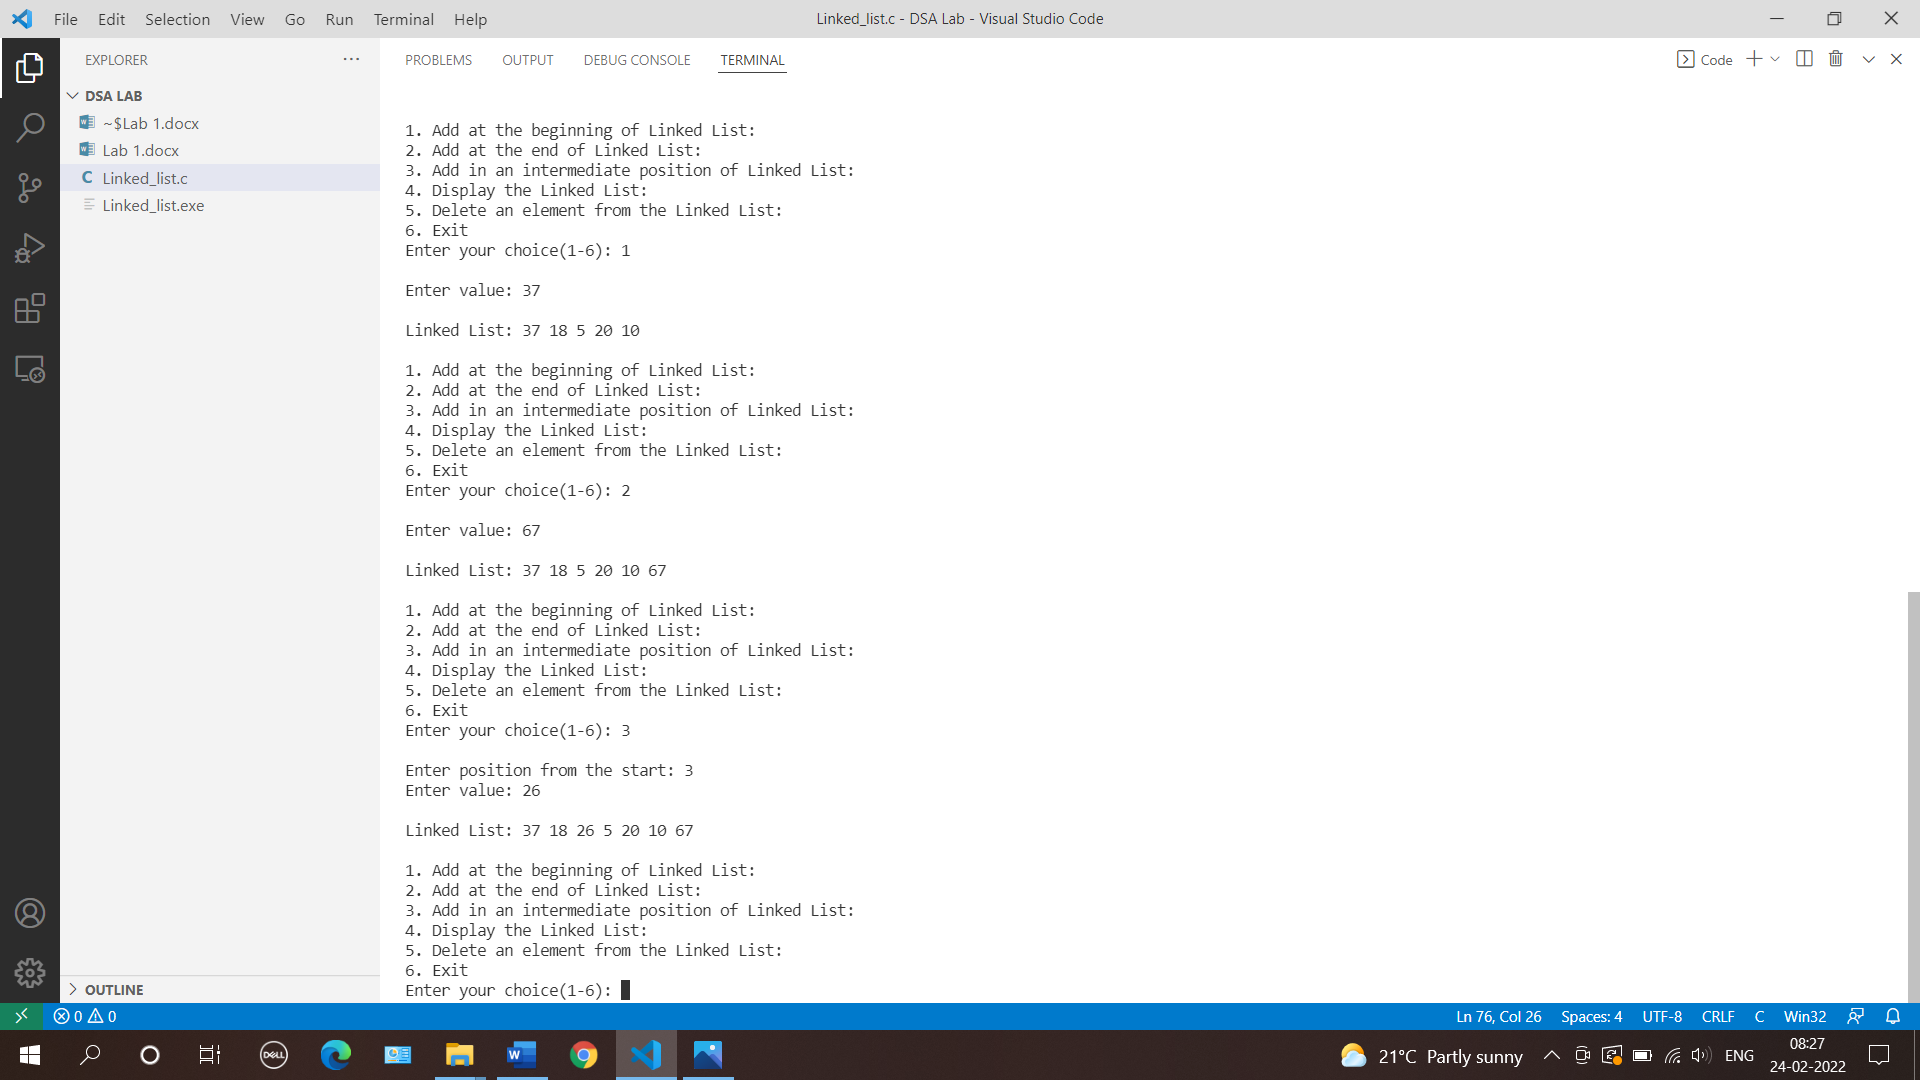 File Edit Selection View Go Run Terminal Help
Linked_list.c - DSA Lab - Visual Studio Code
EXPLORER
DSA LAB
~$Lab 1.docx
Lab 1.docx
C Linked_list.c
Linked_list.exe
OUTLINE
PROBLEMS OUTPUT DEBUG CONSOLE TERMINAL
Code
1. Add at the beginning of Linked List:
2. Add at the end of Linked List:
3. Add in an intermediate position of Linked List:
4. Display the Linked List:
5. Delete an element from the Linked List:
6. Exit
Enter your choice(1-6): 1
Enter value: 37
Linked List: 37 18 5 20 10
1. Add at the beginning of Linked List:
2. Add at the end of Linked List:
3. Add in an intermediate position of Linked List:
4. Display the Linked List:
5. Delete an element from the Linked List:
6. Exit
Enter your choice(1-6): 2
Enter value: 67
Linked List: 37 18 5 20 10 67
1. Add at the beginning of Linked List:
2. Add at the end of Linked List:
3. Add in an intermediate position of Linked List:
4. Display the Linked List:
5. Delete an element from the Linked List:
6. Exit
Enter your choice(1-6): 3
Enter position from the start: 3
Enter value: 26
Linked List: 37 18 26 5 20 10 67
1. Add at the beginning of Linked List:
2. Add at the end of Linked List:
3. Add in an intermediate position of Linked List:
4. Display the Linked List:
5. Delete an element from the Linked List:
6. Exit
Enter your choice(1-6):
0 0
Ln 76, Col 26 Spaces: 4 UTF-8 CRLF C Win32
DELL
21°C Partly sunny
ENG
08:27
24-02-2022